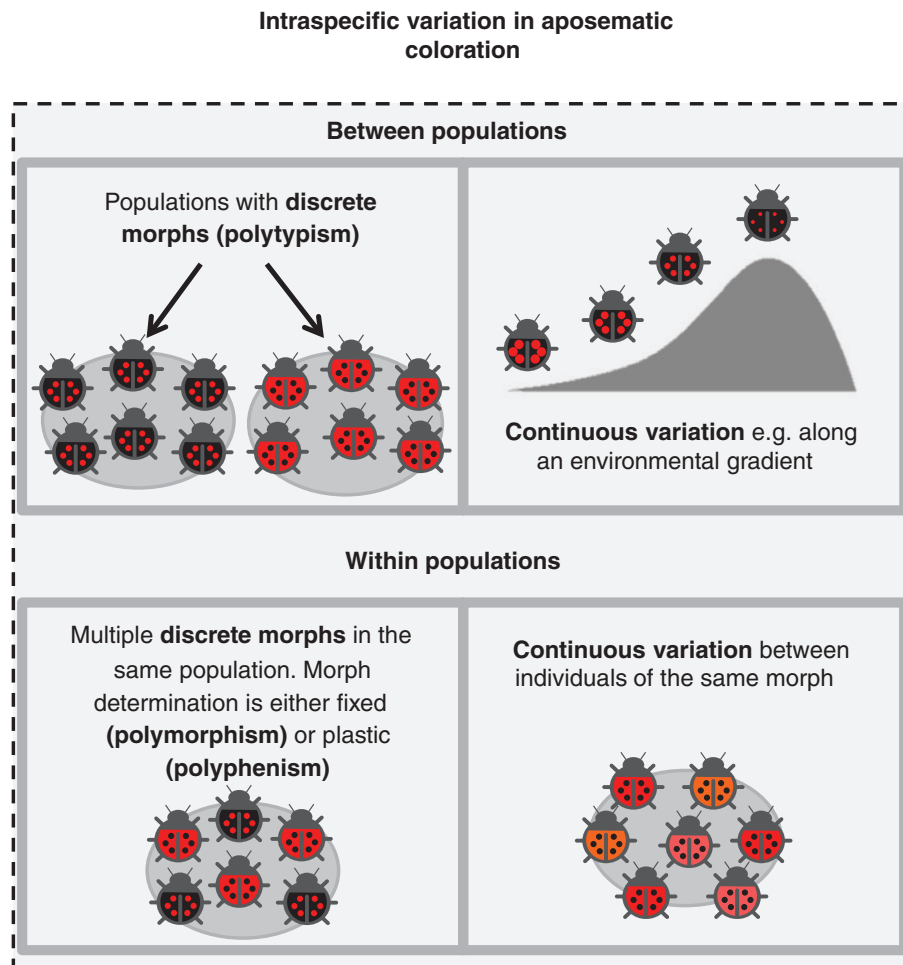 Intraspecific variation in aposematic
coloration
Between populations
Populations with discrete
morphs (polytypism)
Continuous variation e.g. along
an environmental gradient
Within populations
Multiple discrete morphs in the
same population. Morph
determination is either fixed
(polymorphism) or plastic
(polyphenism)
Continuous variation between
individuals of the same morph